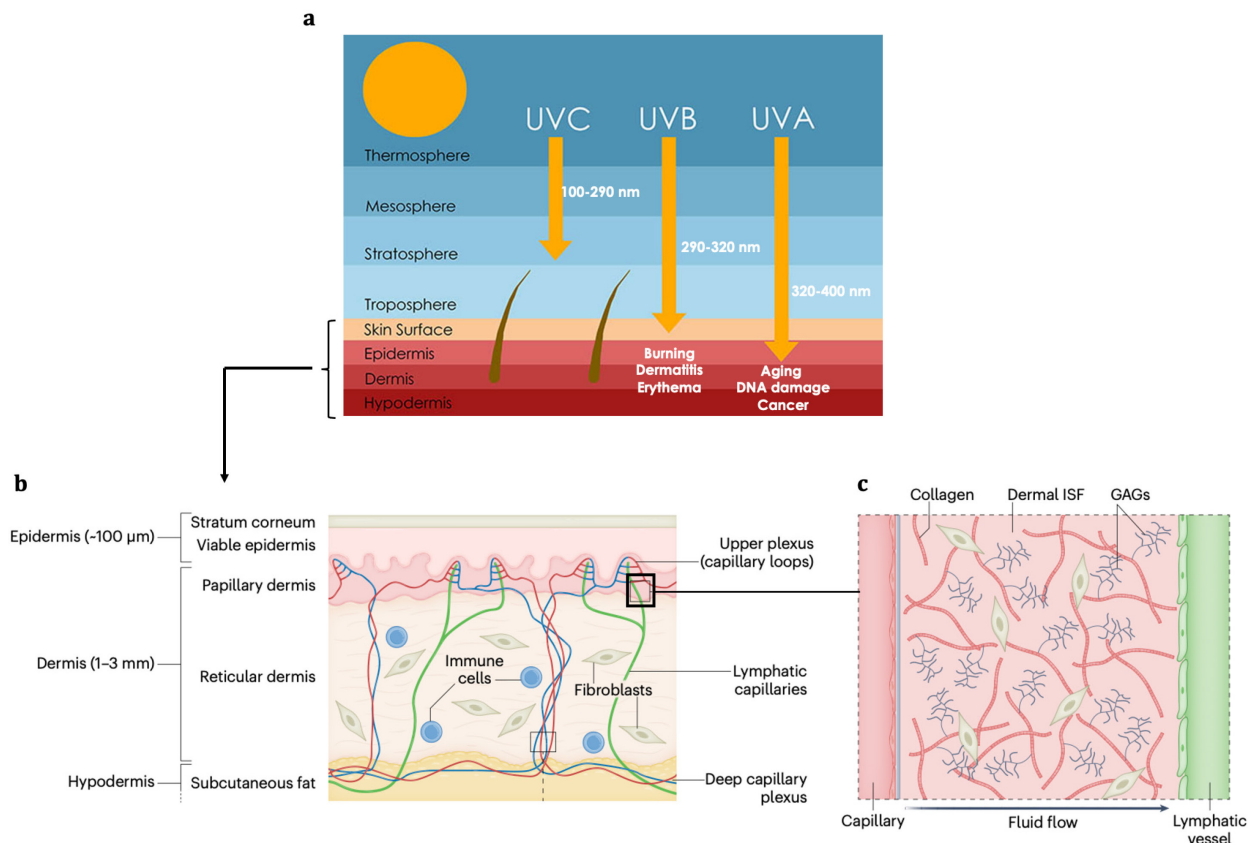 a
UVC
UVB
UVA
Thermosphere
100-290 nm
Mesosphere
Stratosphere
290-320 nm
320-400 nm
Troposphere
Skin Surface
Epidermis
Dermis
Hypodermis
Burning
Dermatitis
Erythema
Aging
DNA damage
Cancer
b
Epidermis (~100 µm)
Stratum corneum
Viable epidermis
Papillary dermis
Dermis (1–3 mm)
Reticular dermis
Hypodermis
Subcutaneous fat
Immune
cells
Fibroblasts
Upper plexus
(capillary loops)
Lymphatic
capillaries
Deep capillary
plexus
c
Collagen
Dermal ISF
GAGs
Capillary
Fluid flow
Lymphatic
vessel